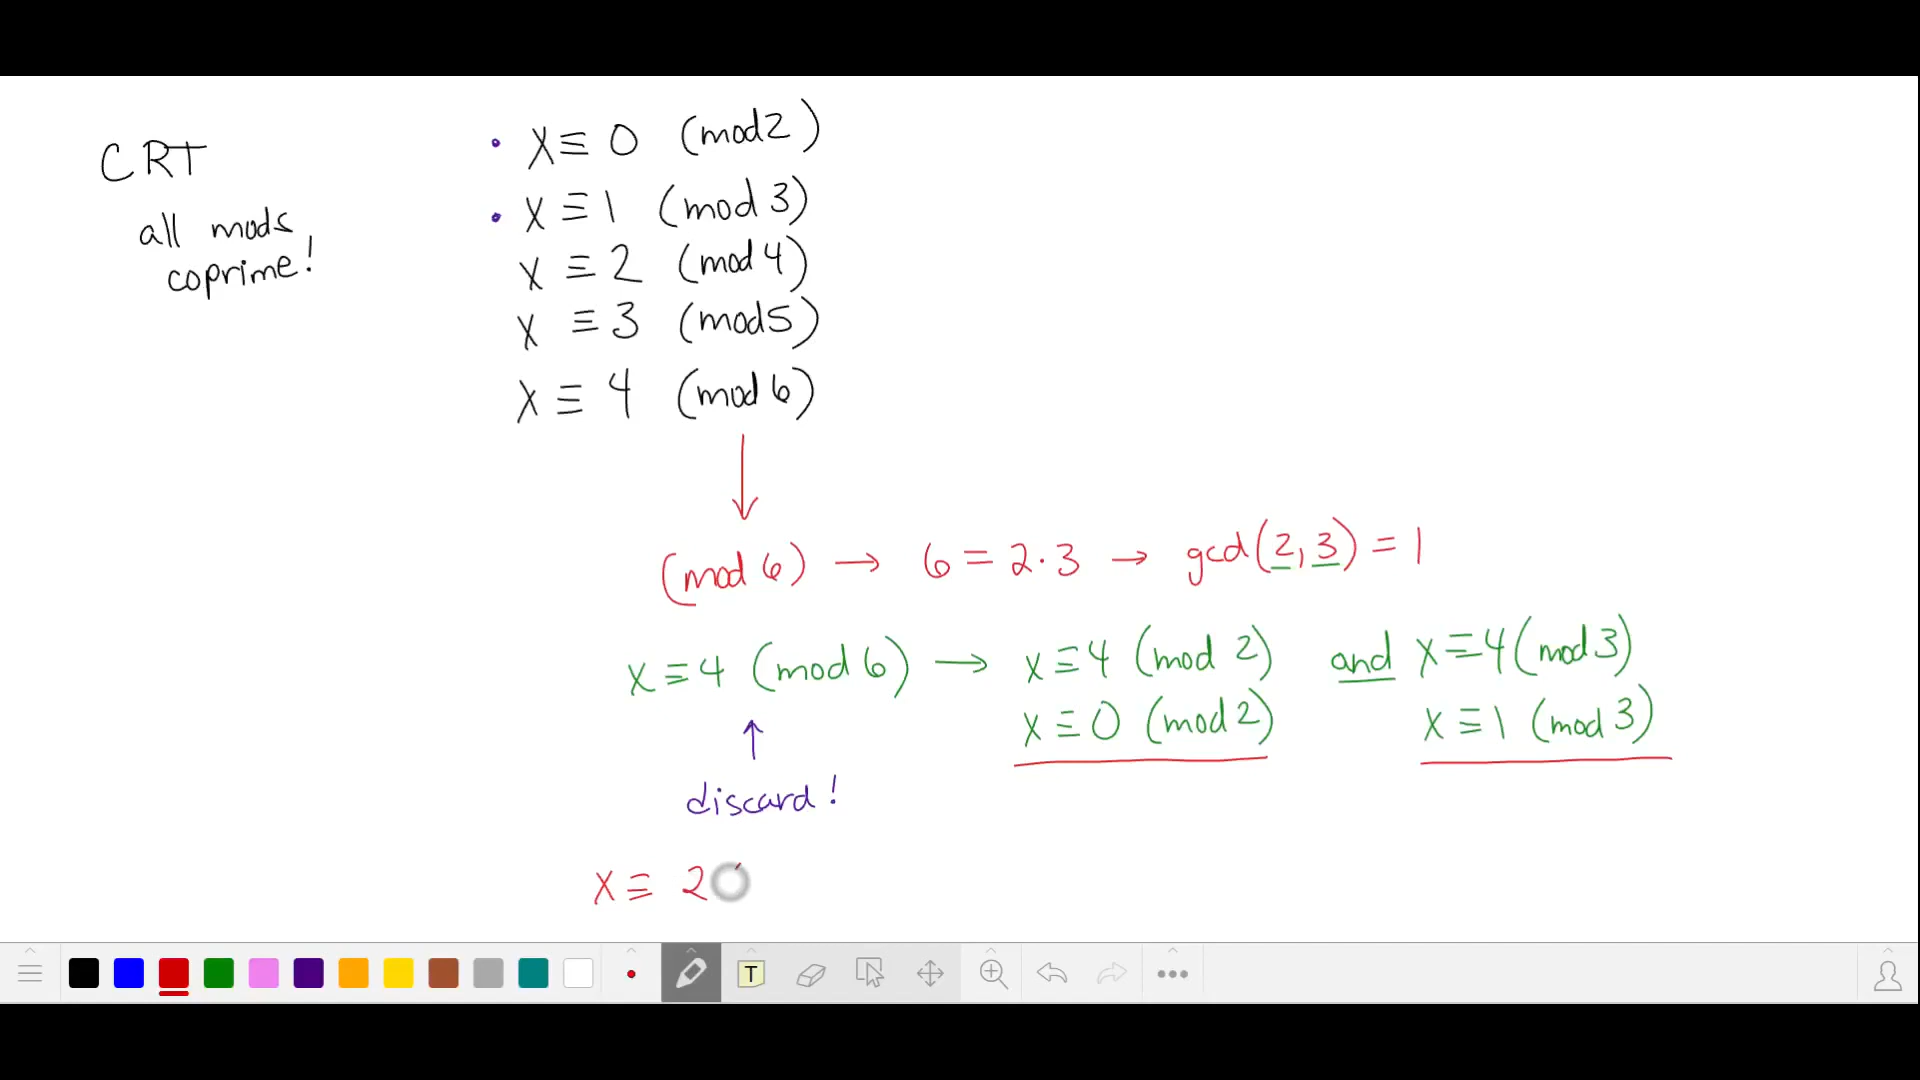 CRT
all mods
coprime!
• x ≡ 0 (mod 2)
• x ≡ 1 (mod 3)
x ≡ 2 (mod 4)
x ≡ 3 (mod 5)
x ≡ 4 (mod 6)
(mod 6) → 6 = 2·3 → gcd(2,3) = 1
x ≡ 4 (mod 6) → x ≡ 4 (mod 2) and x ≡ 4 (mod 3)
x ≡ 0 (mod 2) x ≡ 1 (mod 3)
discard!
x ≡ 2
T